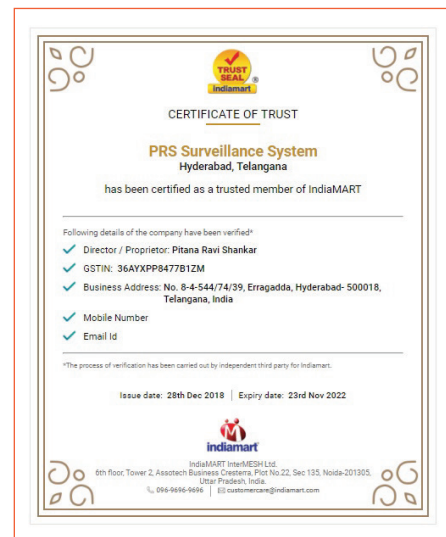 TRUST
SEAL
indiamart
®
CERTIFICATE OF TRUST
PRS Surveillance System
Hyderabad, Telangana
has been certified as a trusted member of IndiaMART
Following details of the company have been verified*
Director / Proprietor: Pitana Ravi Shankar
GSTIN: 36AYXPP8477B1ZM
Business Address: No. 8-4-544/74/39, Erragadda, Hyderabad- 500018,
Telangana, India
Mobile Number
Email Id
*The process of verification has been carried out by independent third party for Indiamart.
Issue date: 28th Dec 2018 | Expiry date: 23rd Nov 2022
indiamart
IndiaMART InterMESH Ltd.
6th floor, Tower 2, Assotech Business Cresterra, Plot No.22, Sec 135, Noida-201305,
Uttar Pradesh, India.
096-9696-9696 | customercare@indiamart.com